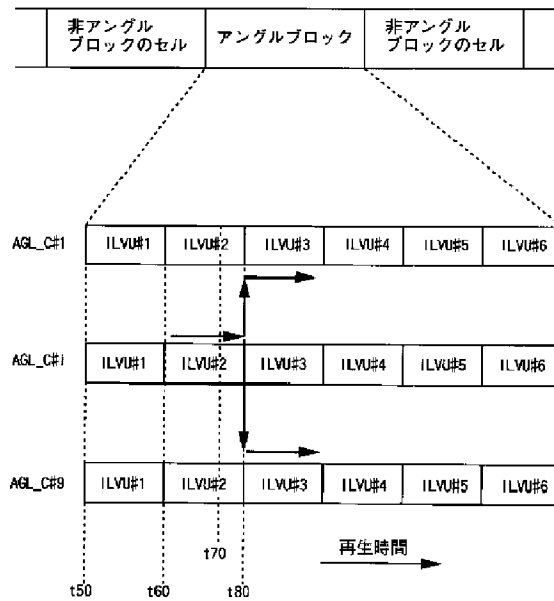 非アングル
ブロックのセル
アングルブロック
非アングル
ブロックのセル
AGL_C#1
ILVU#1
ILVU#2
ILVU#3
ILVU#4
ILVU#5
ILVU#6
AGL_C#i
ILVU#1
ILVU#2
ILVU#3
ILVU#4
ILVU#5
ILVU#6
AGL_C#9
ILVU#1
ILVU#2
ILVU#3
ILVU#4
ILVU#5
ILVU#6
t70
再生時間
t50
t60
t80